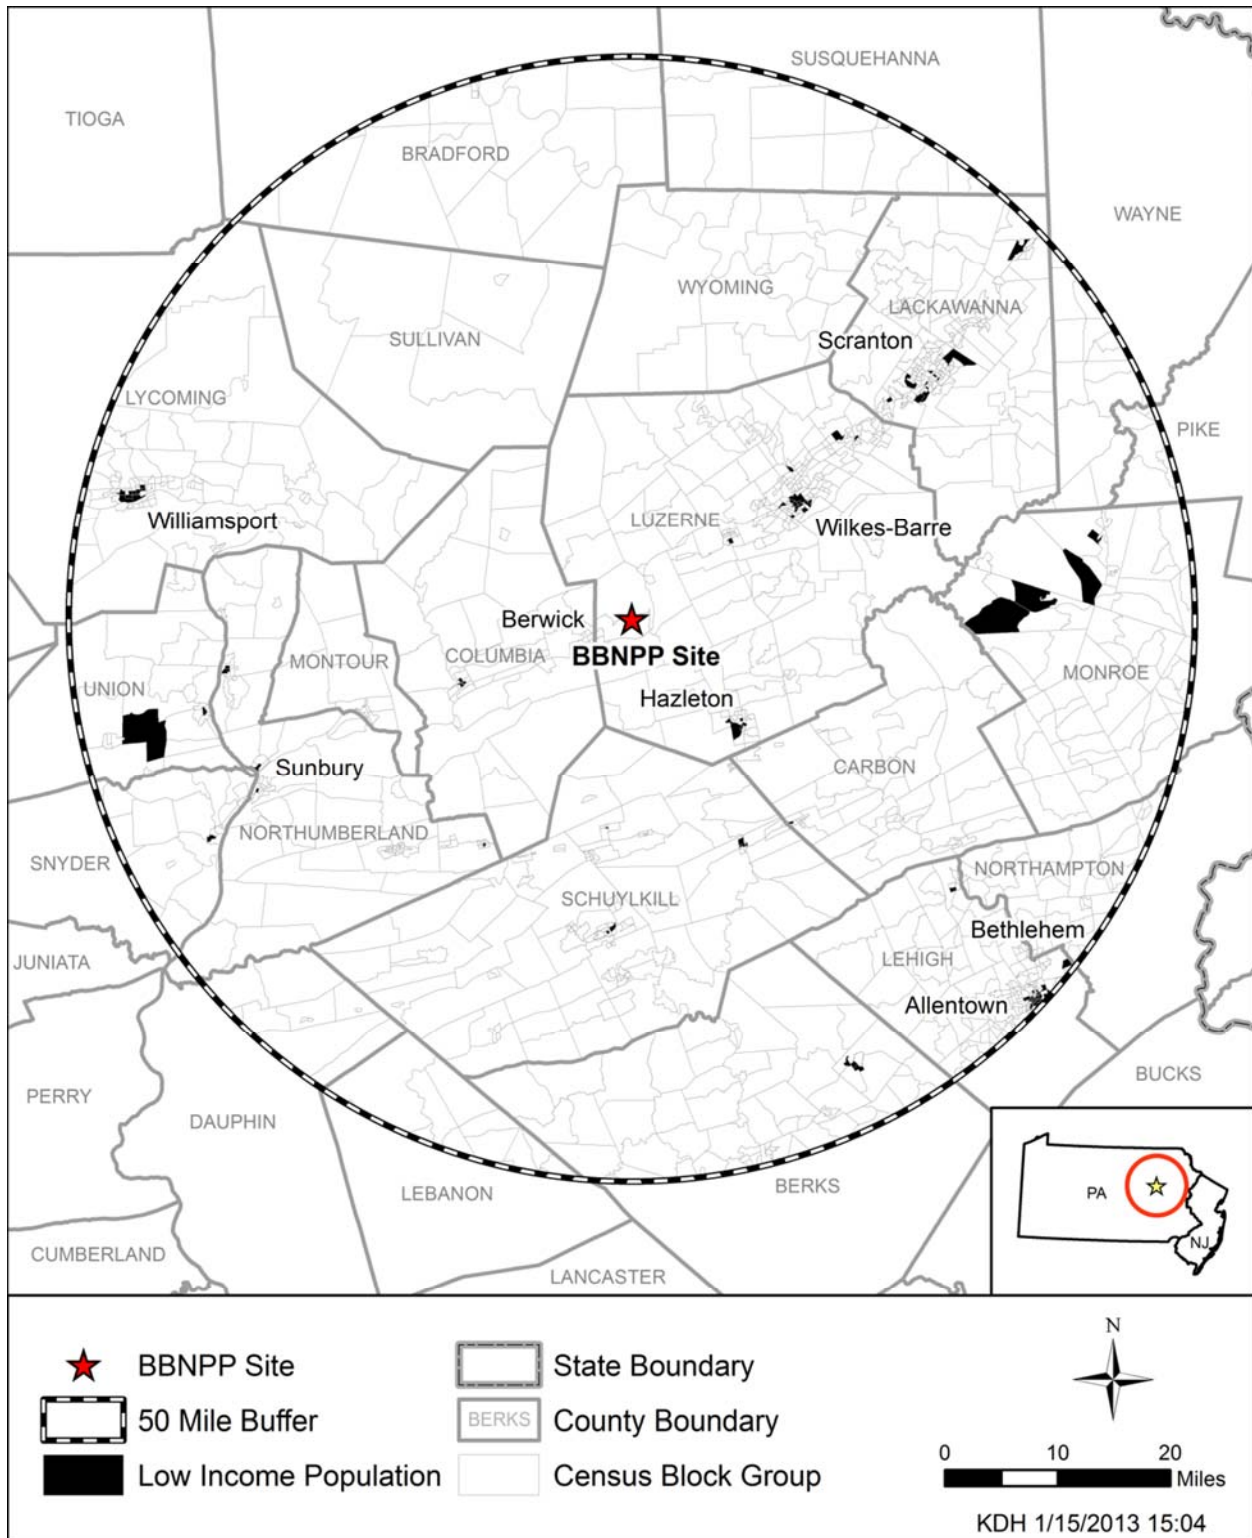 SUSQUEHANNA
TIOGA
BRADFORD
WAYNE
WYOMING
LACKAWANNA
SULLIVAN
Scranton
LYCOMING
PIKE
Williamsport
LUZERNE
Wilkes-Barre
Berwick
BBNPP Site
COLUMBIA
MONTOUR
UNION
MONROE
Hazleton
Sunbury
CARBON
NORTHUMBERLAND
SNYDER
NORTHAMPTON
SCHUYLKILL
Bethlehem
JUNIATA
LEHIGH
Allentown
BUCKS
PERRY
DAUPHIN
LEBANON
BERKS
PA
NJ
CUMBERLAND
LANCASTER
BBNPP Site
50 Mile Buffer
Low Income Population
State Boundary
BERKS
County Boundary
Census Block Group
N
0 10 20
Miles
KDH 1/15/2013 15:04